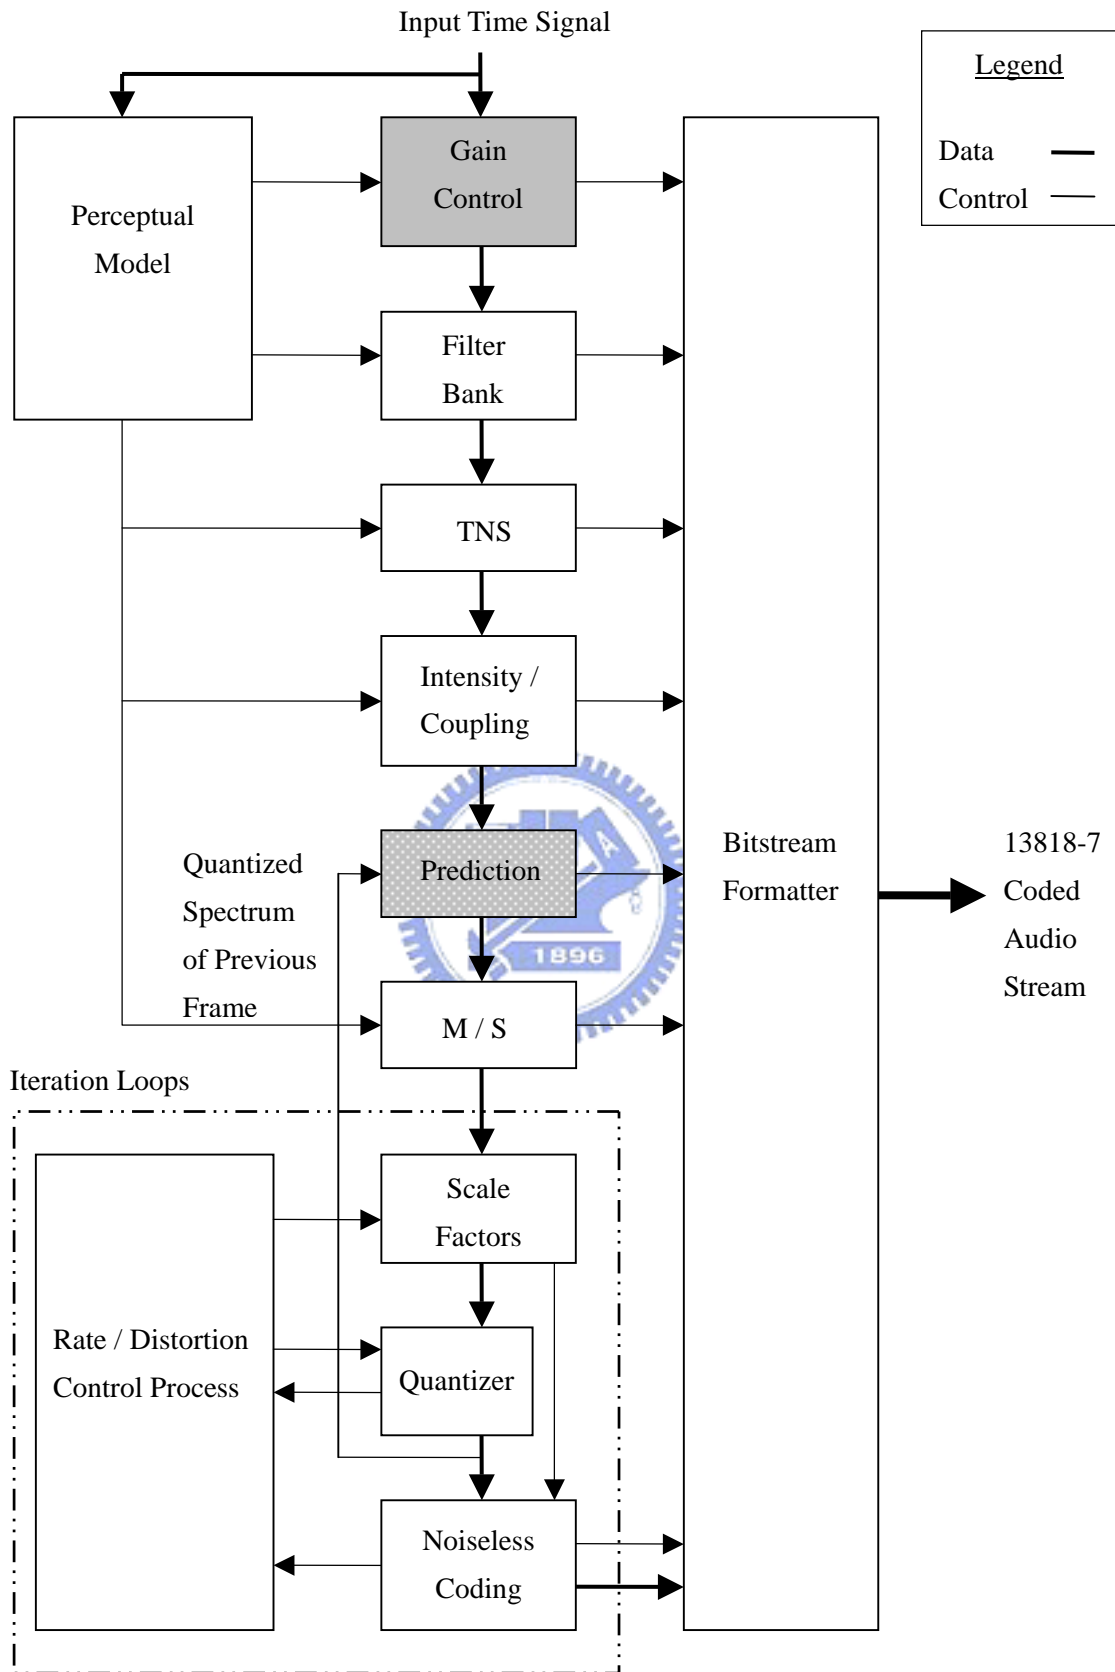 Input Time Signal
Legend
Data
Control
Perceptual
Model
Gain
Control
Filter
Bank
TNS
Intensity /
Coupling
Quantized
Spectrum
of Previous
Frame
Prediction
1896
M / S
Bitstream
Formatter
13818-7
Coded
Audio
Stream
Iteration Loops
Scale
Factors
Rate / Distortion
Control Process
Quantizer
Noiseless
Coding